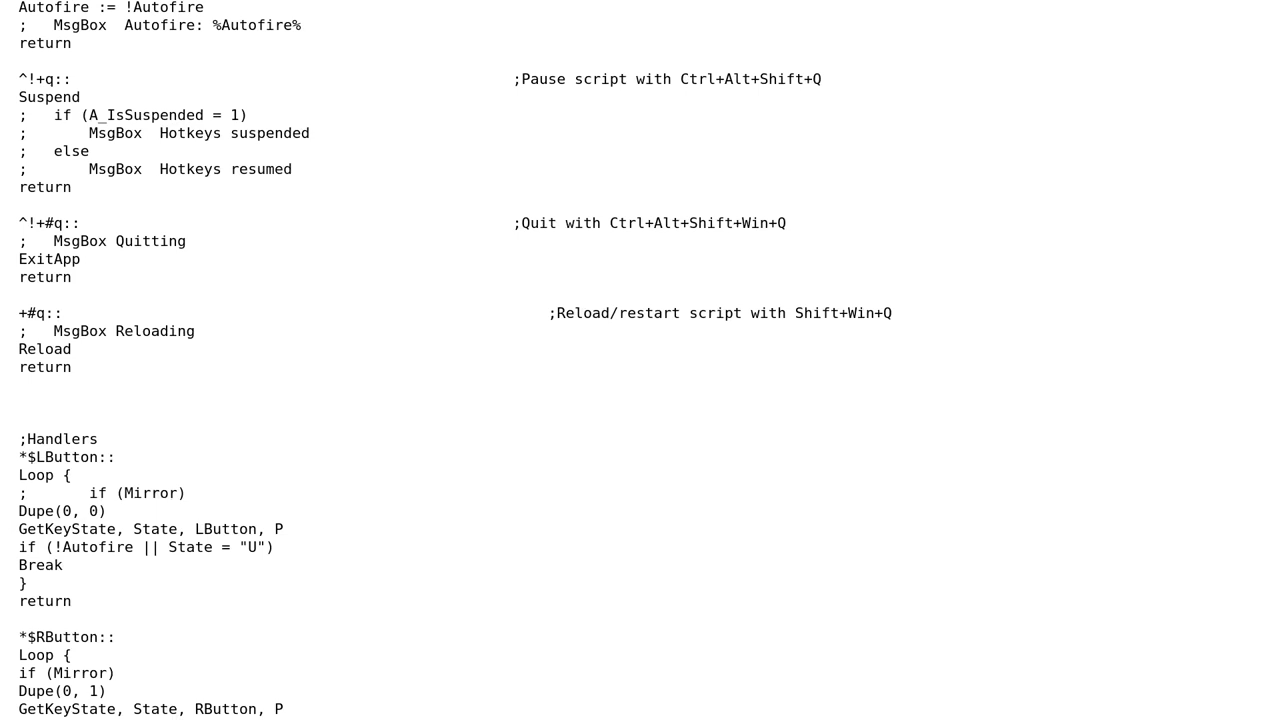 Autofire := !Autofire
;   MsgBox  Autofire: %Autofire%
return

^!+q::                                                  ;Pause script with Ctrl+Alt+Shift+Q
Suspend
;   if (A_IsSuspended = 1)
;       MsgBox  Hotkeys suspended
;   else
;       MsgBox  Hotkeys resumed
return

^!+#q::                                                 ;Quit with Ctrl+Alt+Shift+Win+Q
;   MsgBox Quitting
ExitApp
return

+#q::                                                       ;Reload/restart script with Shift+Win+Q
;   MsgBox Reloading
Reload
return

;Handlers
*$LButton::
Loop {
;       if (Mirror)
Dupe(0, 0)
GetKeyState, State, LButton, P
if (!Autofire || State = "U")
Break
}
return

*$RButton::
Loop {
if (Mirror)
Dupe(0, 1)
GetKeyState, State, RButton, P